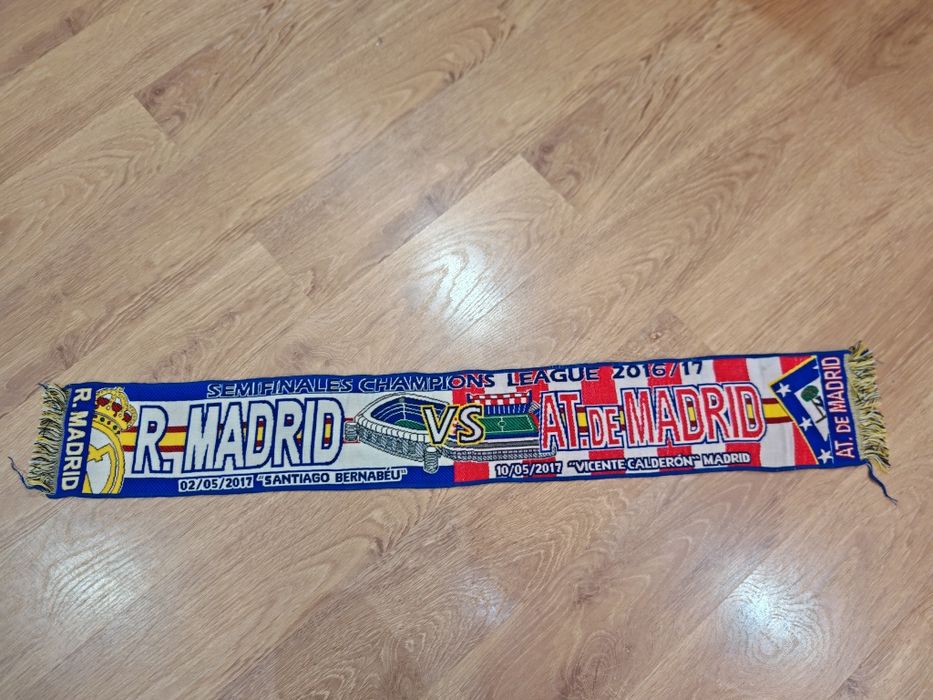 SEMIFINALES CHAMPIONS LEAGUE 2016/17
R. MADRID
R. MADRID VS AT. DE MADRID
AT. DE MADRID
02/05/2017 "SANTIAGO BERNABÉU"
10/05/2017 "VICENTE CALDERÓN" MADRID